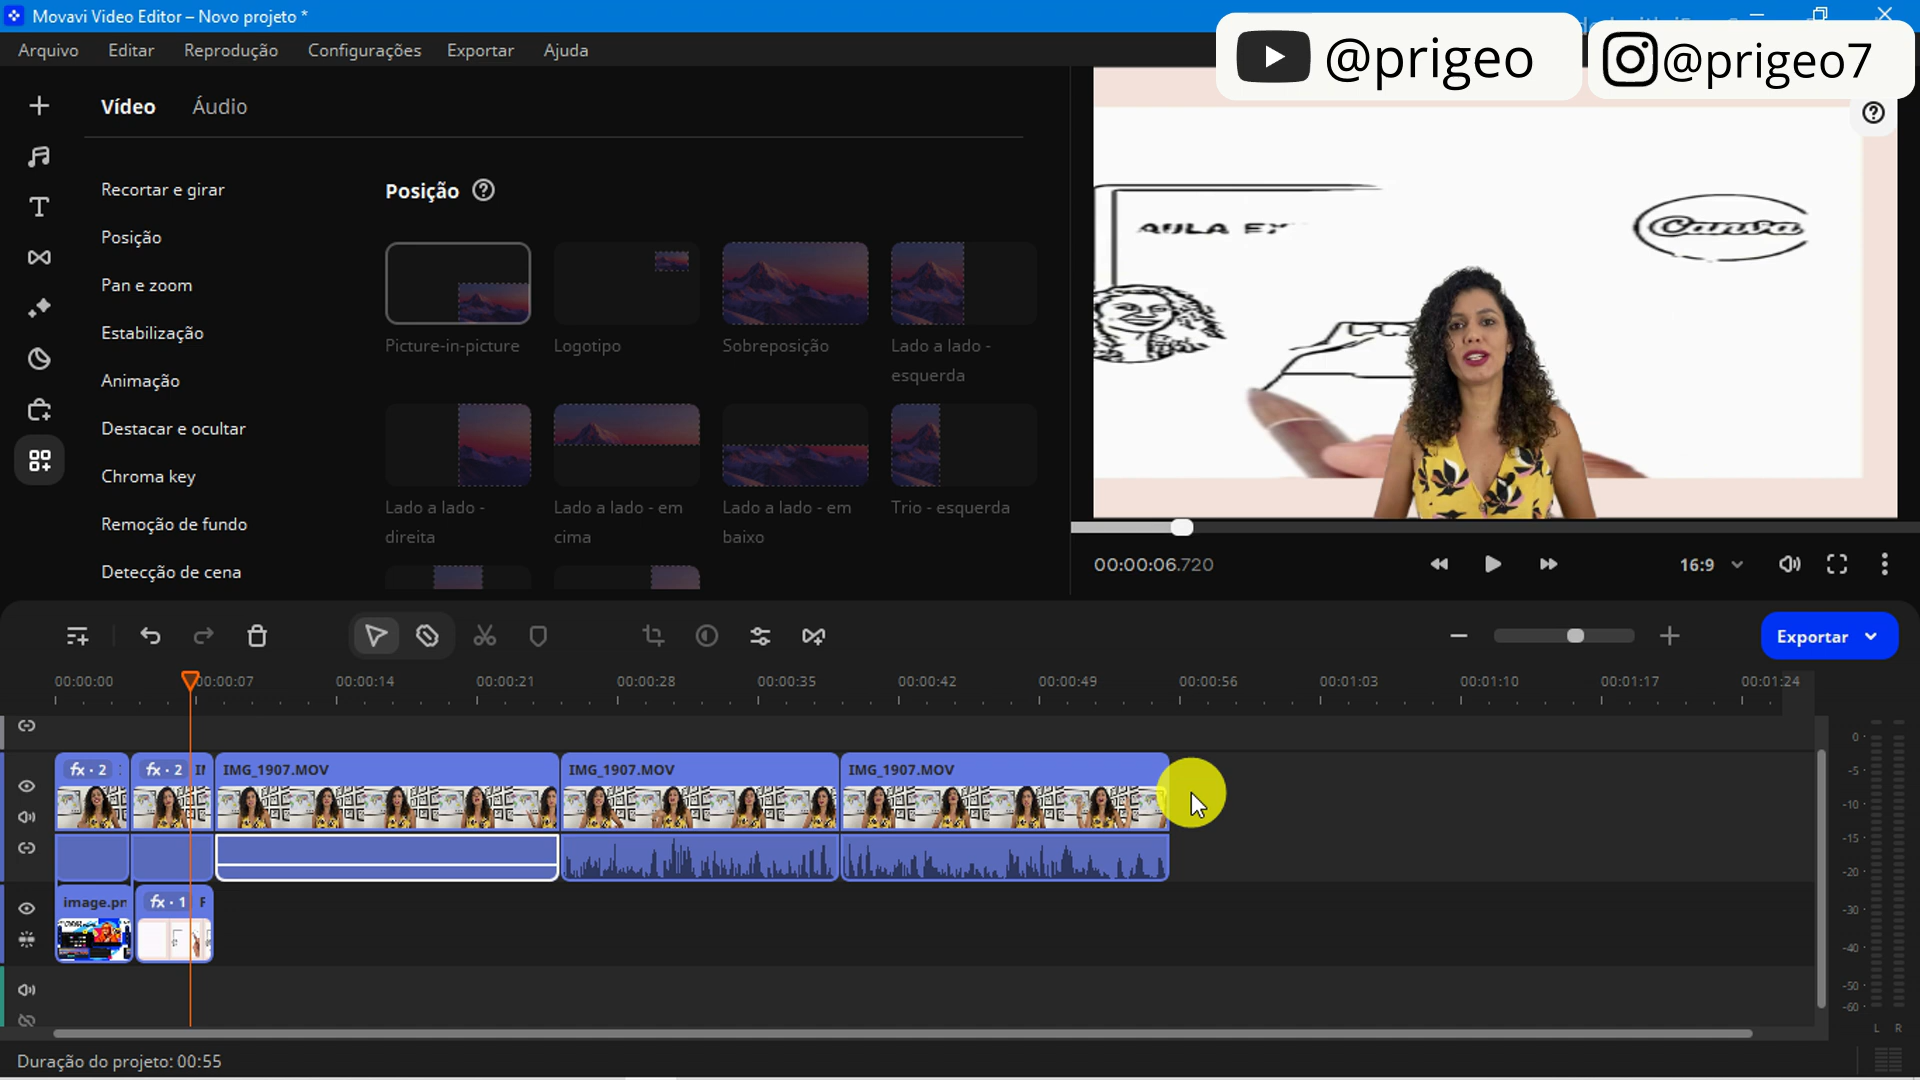 Movavi Video Editor – Novo projeto *
@prigeo
@prigeo7
Arquivo
Editar
Reprodução
Configurações
Exportar
Ajuda
Vídeo
Áudio
Recortar e girar
Posição
Pan e zoom
Estabilização
Animação
Destacar e ocultar
Chroma key
Remoção de fundo
Detecção de cena
Posição
Picture-in-picture
Logotipo
Sobreposição
Lado a lado -
esquerda
Lado a lado -
direita
Lado a lado - em
cima
Lado a lado - em
baixo
Trio - esquerda
AULA
Canva
00:00:06.720
16:9
Exportar
00:00:00
00:00:07
00:00:14
00:00:21
00:00:28
00:00:35
00:00:42
00:00:49
00:00:56
00:01:03
00:01:10
00:01:17
00:01:24
fx · 2
fx · 2
IMG_1907.MOV
IMG_1907.MOV
IMG_1907.MOV
image.pn
fx · 1
0
-5
-10
-15
-20
-30
-40
-50
-60
L R
Duração do projeto: 00:55